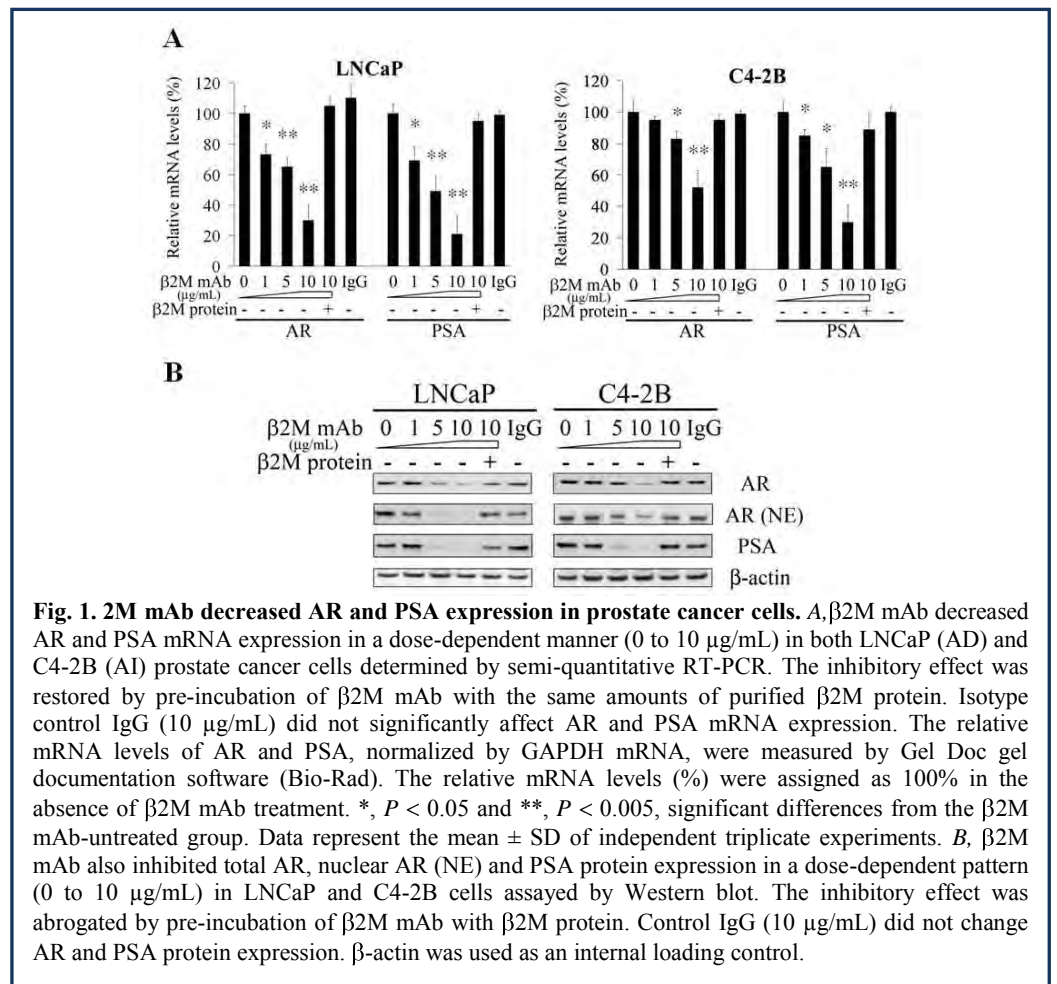 A
LNCaP
C4-2B
Relative mRNA levels (%)
120
100
80
60
40
20
0
* ** ** * ** **
β2M mAb 0 1 5 10 10 IgG 0 1 5 10 10 IgG
(µg/mL)
β2M protein - - - - + - - - - - + -
AR PSA
Relative mRNA levels (%)
120
100
80
60
40
20
0
* ** * * **
β2M mAb 0 1 5 10 10 IgG 0 1 5 10 10 IgG
(µg/mL)
β2M protein - - - - + - - - - - + -
AR PSA
B
LNCaP C4-2B
β2M mAb 0 1 5 10 10 IgG 0 1 5 10 10 IgG
(µg/mL)
β2M protein - - - - + - - - - - + -
AR
AR (NE)
PSA
β-actin
Fig. 1. 2M mAb decreased AR and PSA expression in prostate cancer cells. A,β2M mAb decreased
AR and PSA mRNA expression in a dose-dependent manner (0 to 10 µg/mL) in both LNCaP (AD) and
C4-2B (AI) prostate cancer cells determined by semi-quantitative RT-PCR. The inhibitory effect was
restored by pre-incubation of β2M mAb with the same amounts of purified β2M protein. Isotype
control IgG (10 µg/mL) did not significantly affect AR and PSA mRNA expression. The relative
mRNA levels of AR and PSA, normalized by GAPDH mRNA, were measured by Gel Doc gel
documentation software (Bio-Rad). The relative mRNA levels (%) were assigned as 100% in the
absence of β2M mAb treatment. *, P < 0.05 and **, P < 0.005, significant differences from the β2M
mAb-untreated group. Data represent the mean ± SD of independent triplicate experiments. B, β2M
mAb also inhibited total AR, nuclear AR (NE) and PSA protein expression in a dose-dependent pattern
(0 to 10 µg/mL) in LNCaP and C4-2B cells assayed by Western blot. The inhibitory effect was
abrogated by pre-incubation of β2M mAb with β2M protein. Control IgG (10 µg/mL) did not change
AR and PSA protein expression. β-actin was used as an internal loading control.